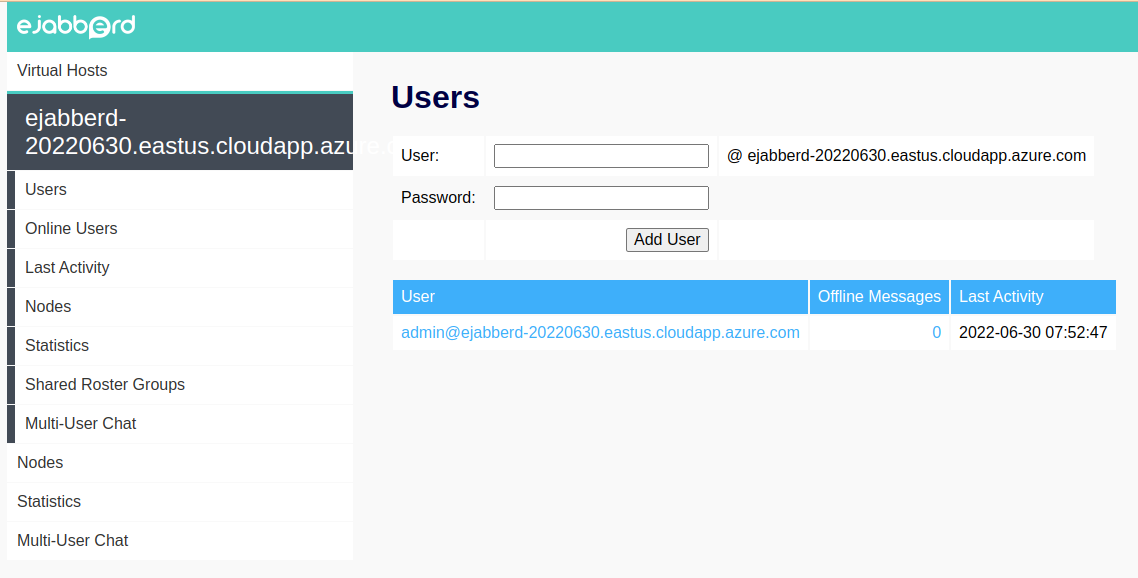 ejabberd
Virtual Hosts
ejabberd-
20220630.eastus.cloudapp.azure.c
Users
Online Users
Last Activity
Nodes
Statistics
Shared Roster Groups
Multi-User Chat
Nodes
Statistics
Multi-User Chat
Users
User: @ ejabberd-20220630.eastus.cloudapp.azure.com
Password:
Add User
User Offline Messages Last Activity
admin@ejabberd-20220630.eastus.cloudapp.azure.com 0 2022-06-30 07:52:47